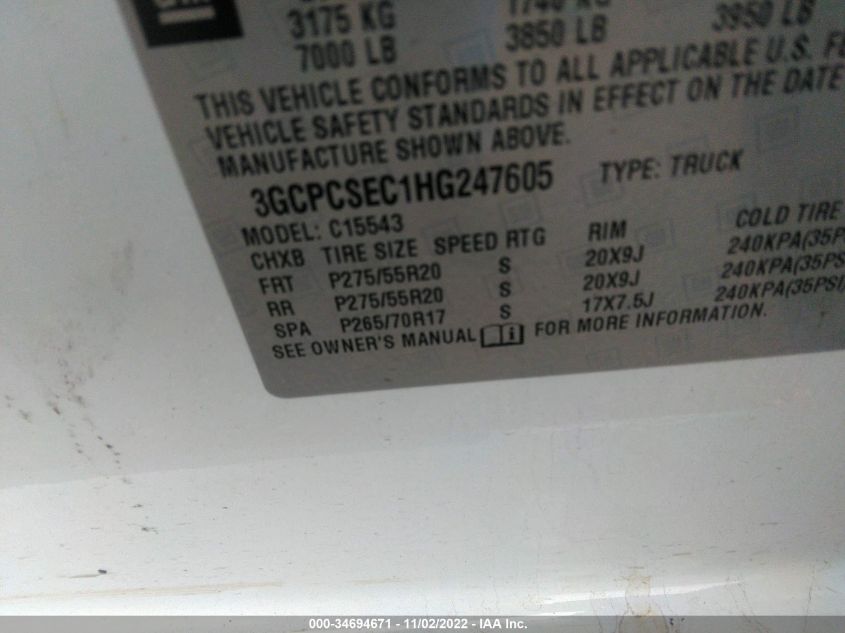 GM
3175 KG 1746 KG
7000 LB 3850 LB 3950 LB
THIS VEHICLE CONFORMS TO ALL APPLICABLE U.S.
VEHICLE SAFETY STANDARDS IN EFFECT ON THE DATE
MANUFACTURE SHOWN ABOVE.
3GCPCSEC1HG247605 TYPE: TRUCK
MODEL: C15543
CHXB TIRE SIZE SPEED RTG RIM COLD TIRE
FRT P275/55R20 S 20X9J 240KPA(35P
RR P275/55R20 S 20X9J 240KPA(35PS
SPA P265/70R17 S 17X7.5J 240KPA(35PSI)
SEE OWNER'S MANUAL FOR MORE INFORMATION.
000-34694671 - 11/02/2022 - IAA Inc.